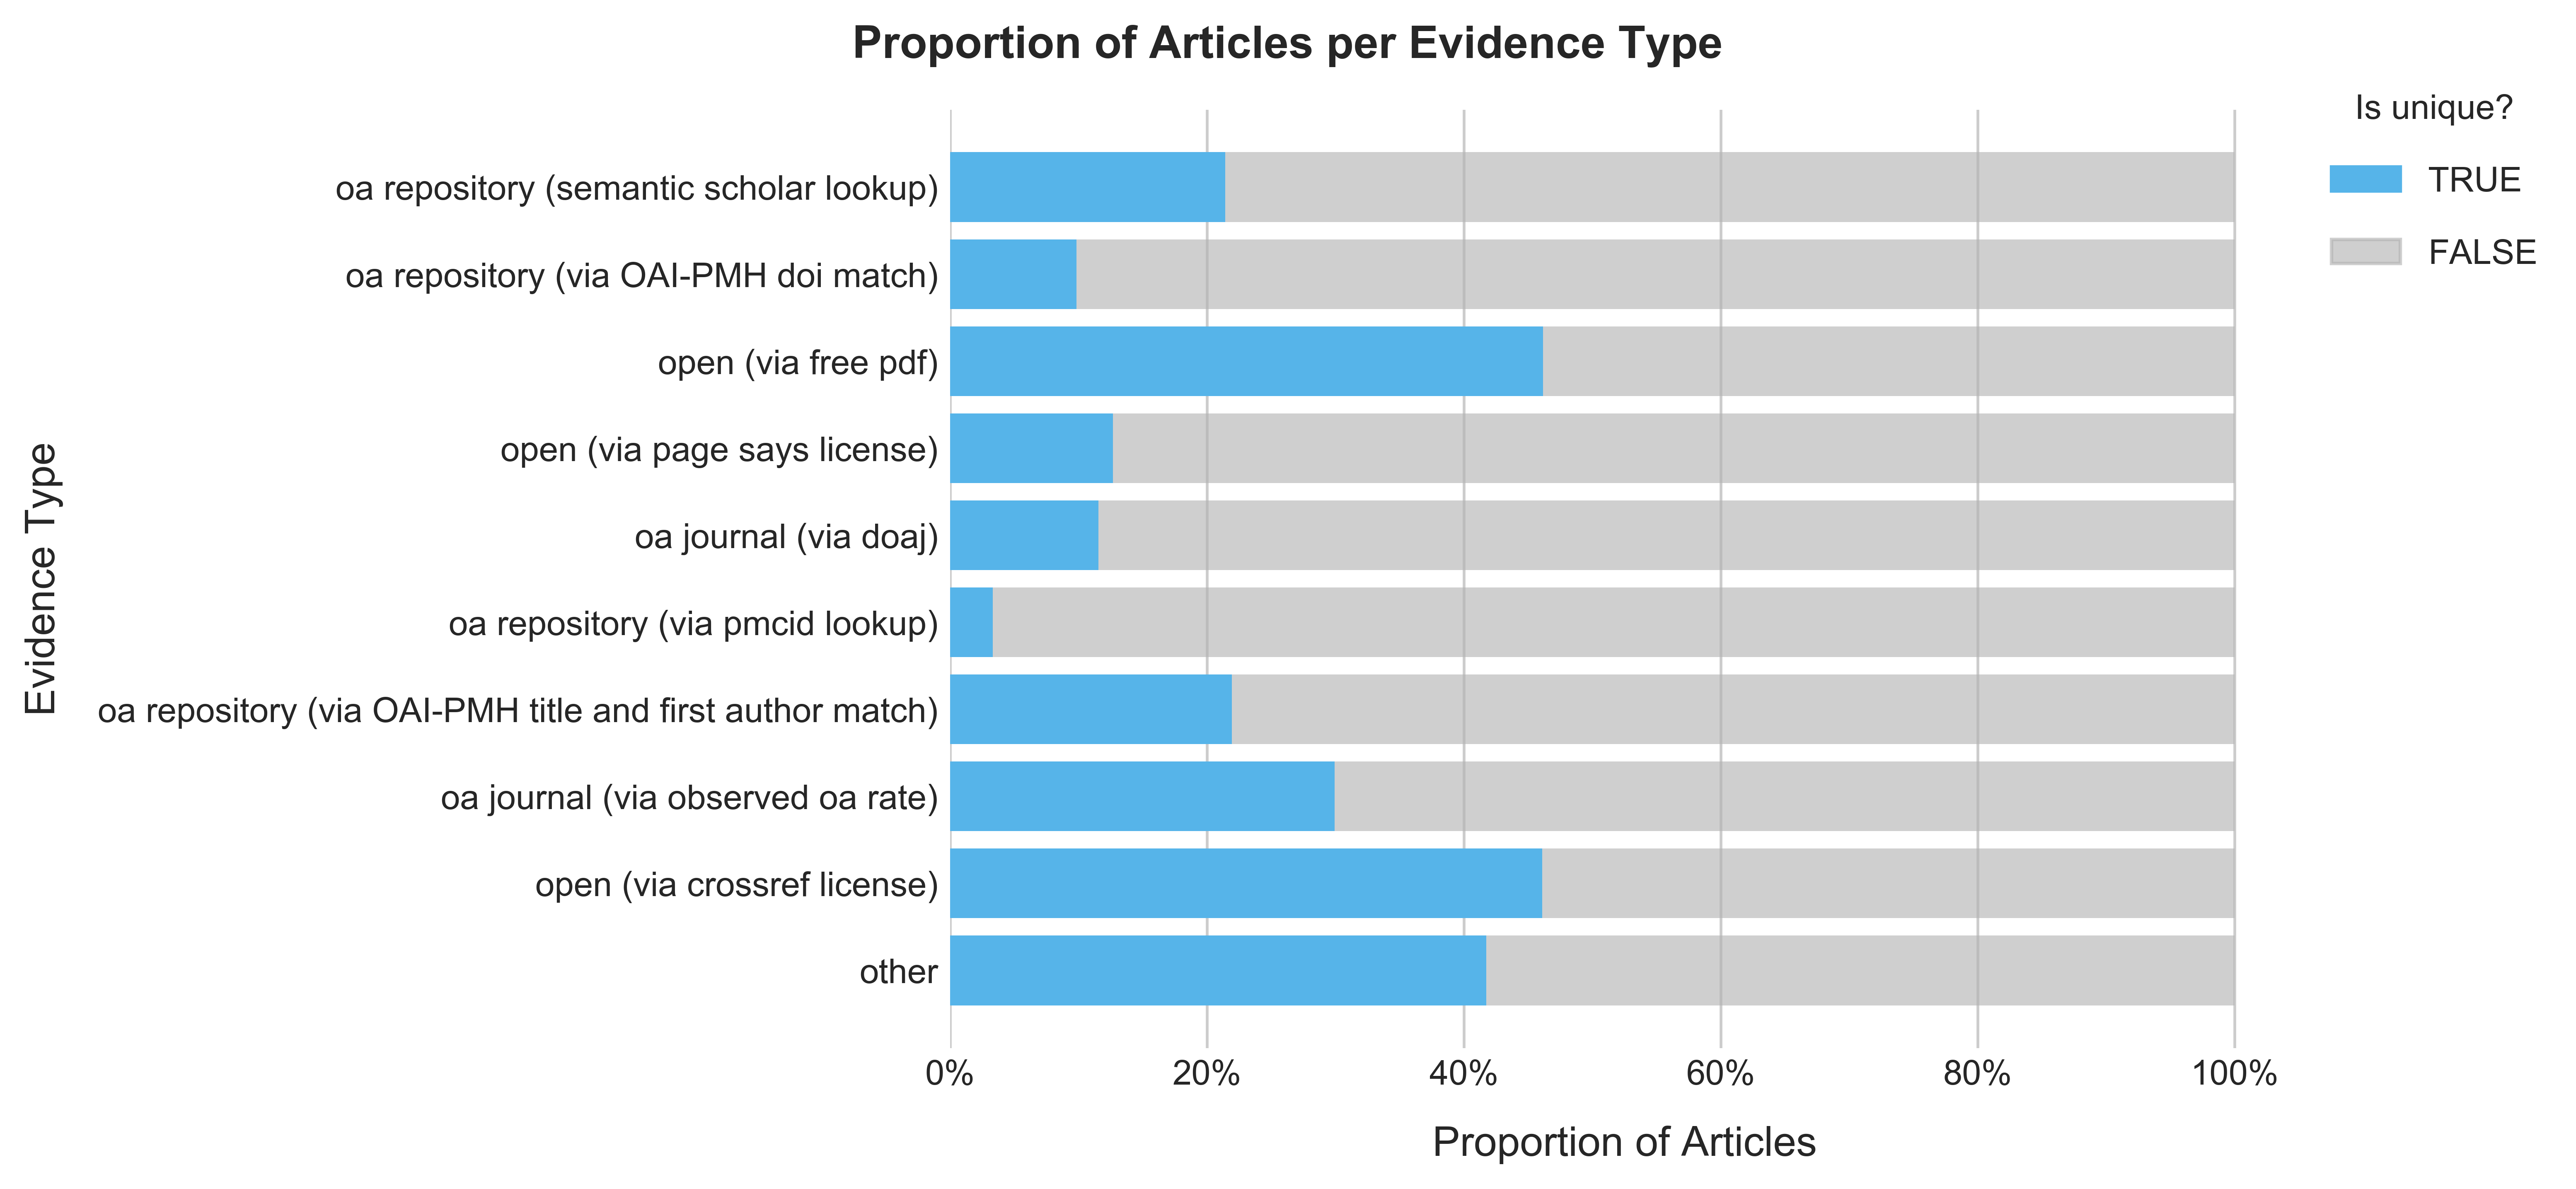 Proportion of Articles per Evidence Type
Is unique?
TRUE
FALSE
Evidence Type
oa repository (semantic scholar lookup)
oa repository (via OAI-PMH doi match)
open (via free pdf)
open (via page says license)
oa journal (via doaj)
oa repository (via pmcid lookup)
oa repository (via OAI-PMH title and first author match)
oa journal (via observed oa rate)
open (via crossref license)
other
0% 20% 40% 60% 80% 100%
Proportion of Articles